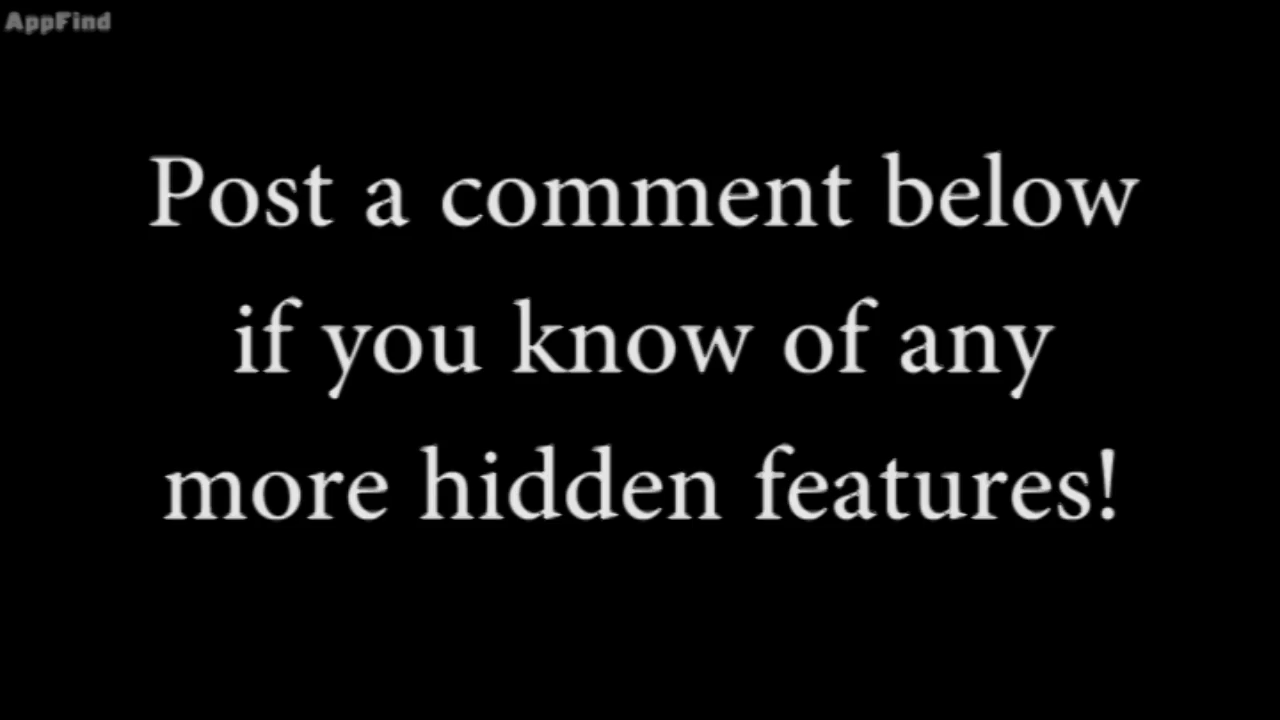 AppFind
Post a comment below
if you know of any
more hidden features!